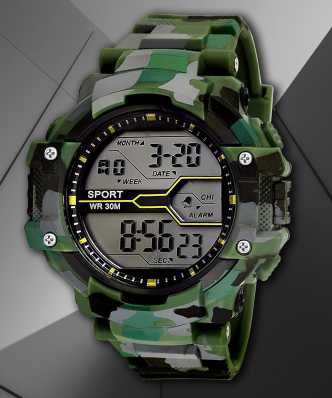 MONTH
3-20
DATE
WEEK
SPORT
CHI
WR 30M
ALARM
8:56 23
SEC